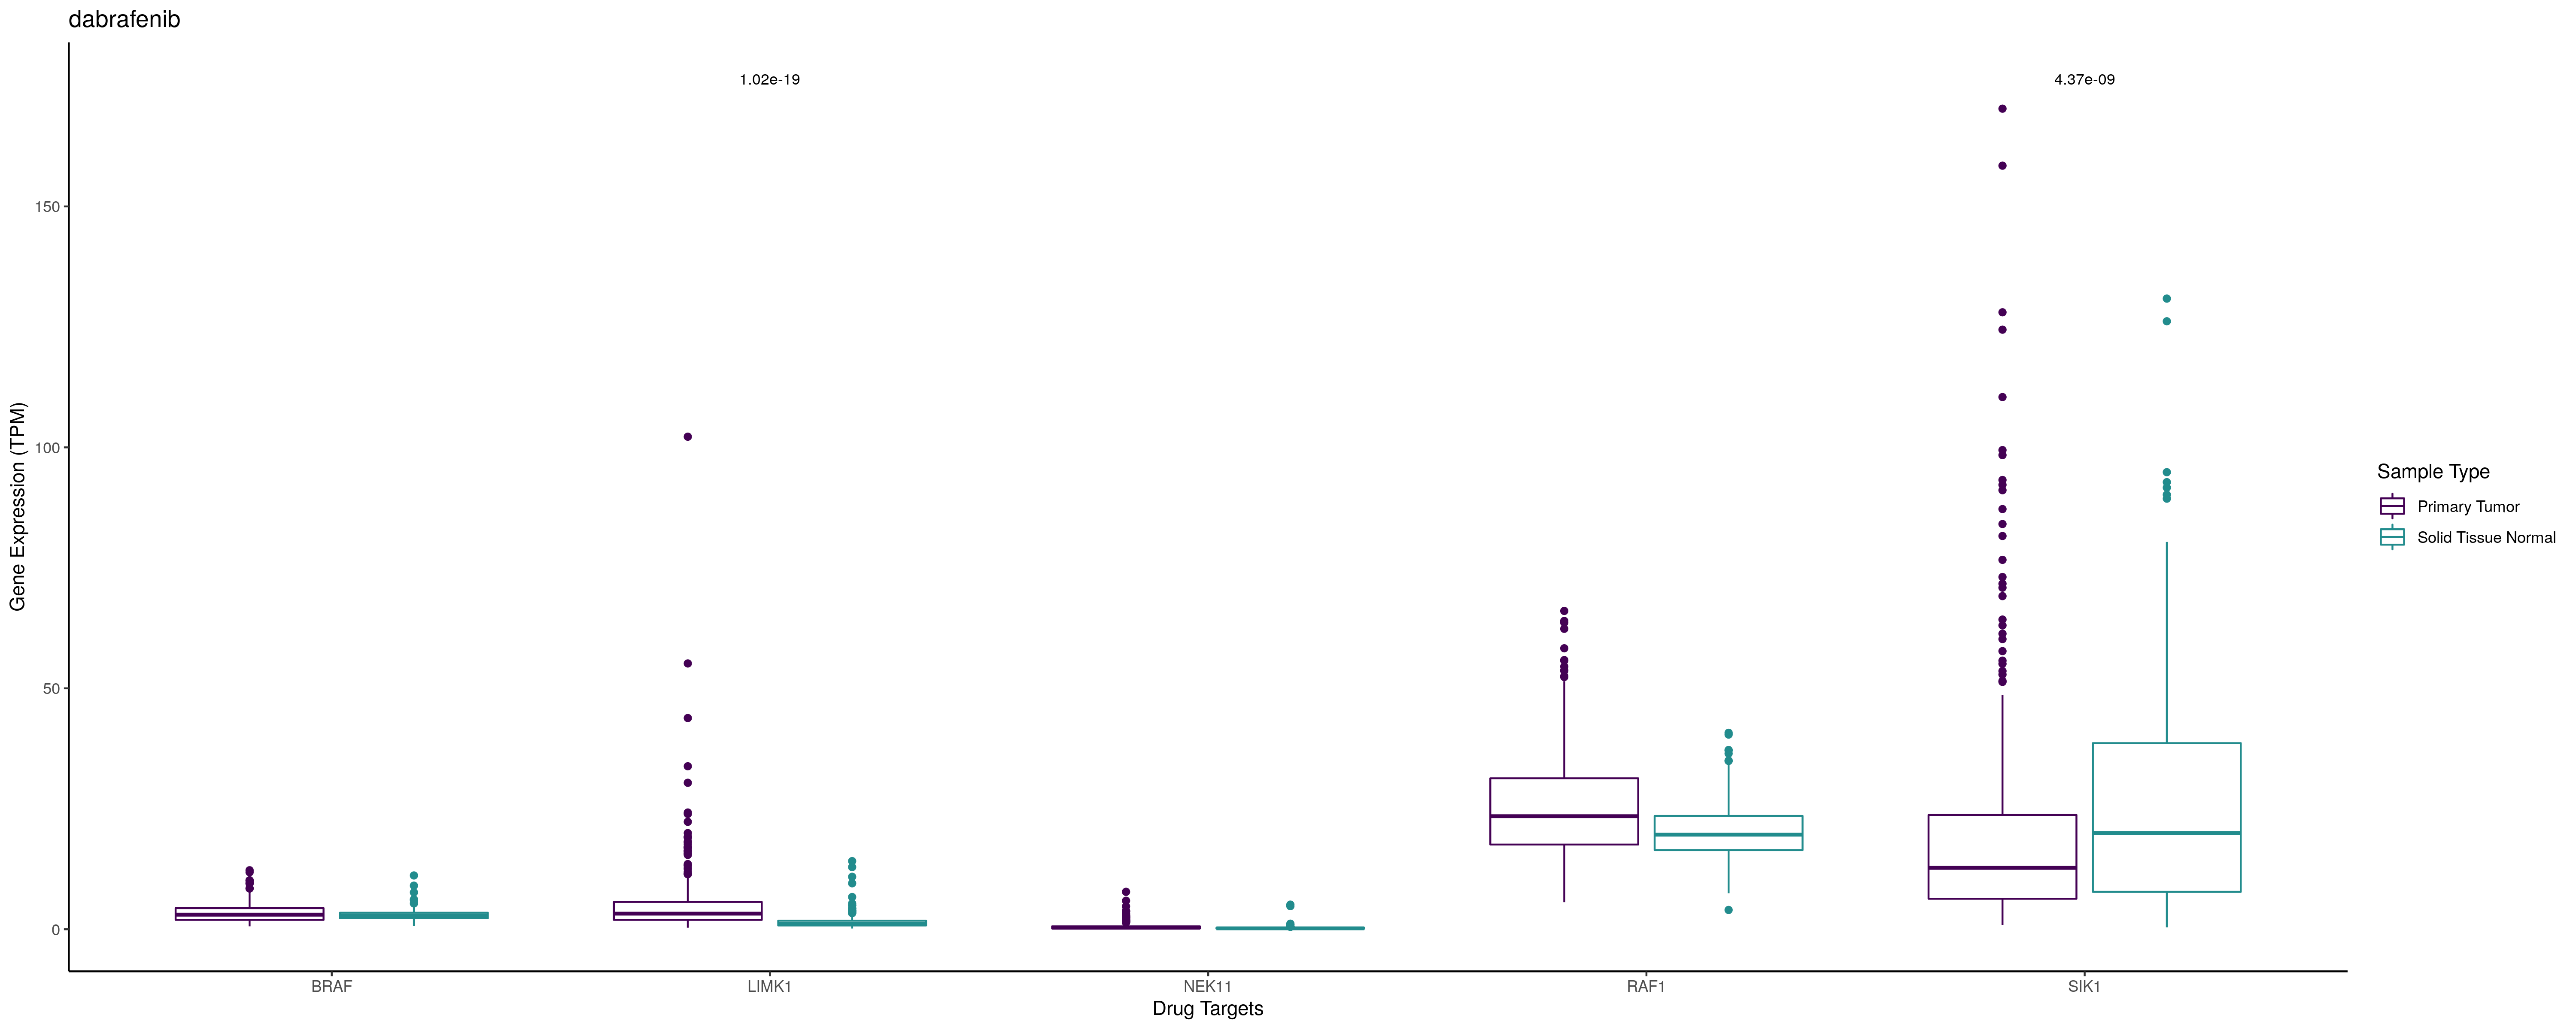 dabrafenib
1.02e-19
4.37e-09
150
100
50
0
Gene Expression (TPM)
BRAF
LIMK1
NEK11
RAF1
SIK1
Drug Targets
Sample Type
Primary Tumor
Solid Tissue Normal